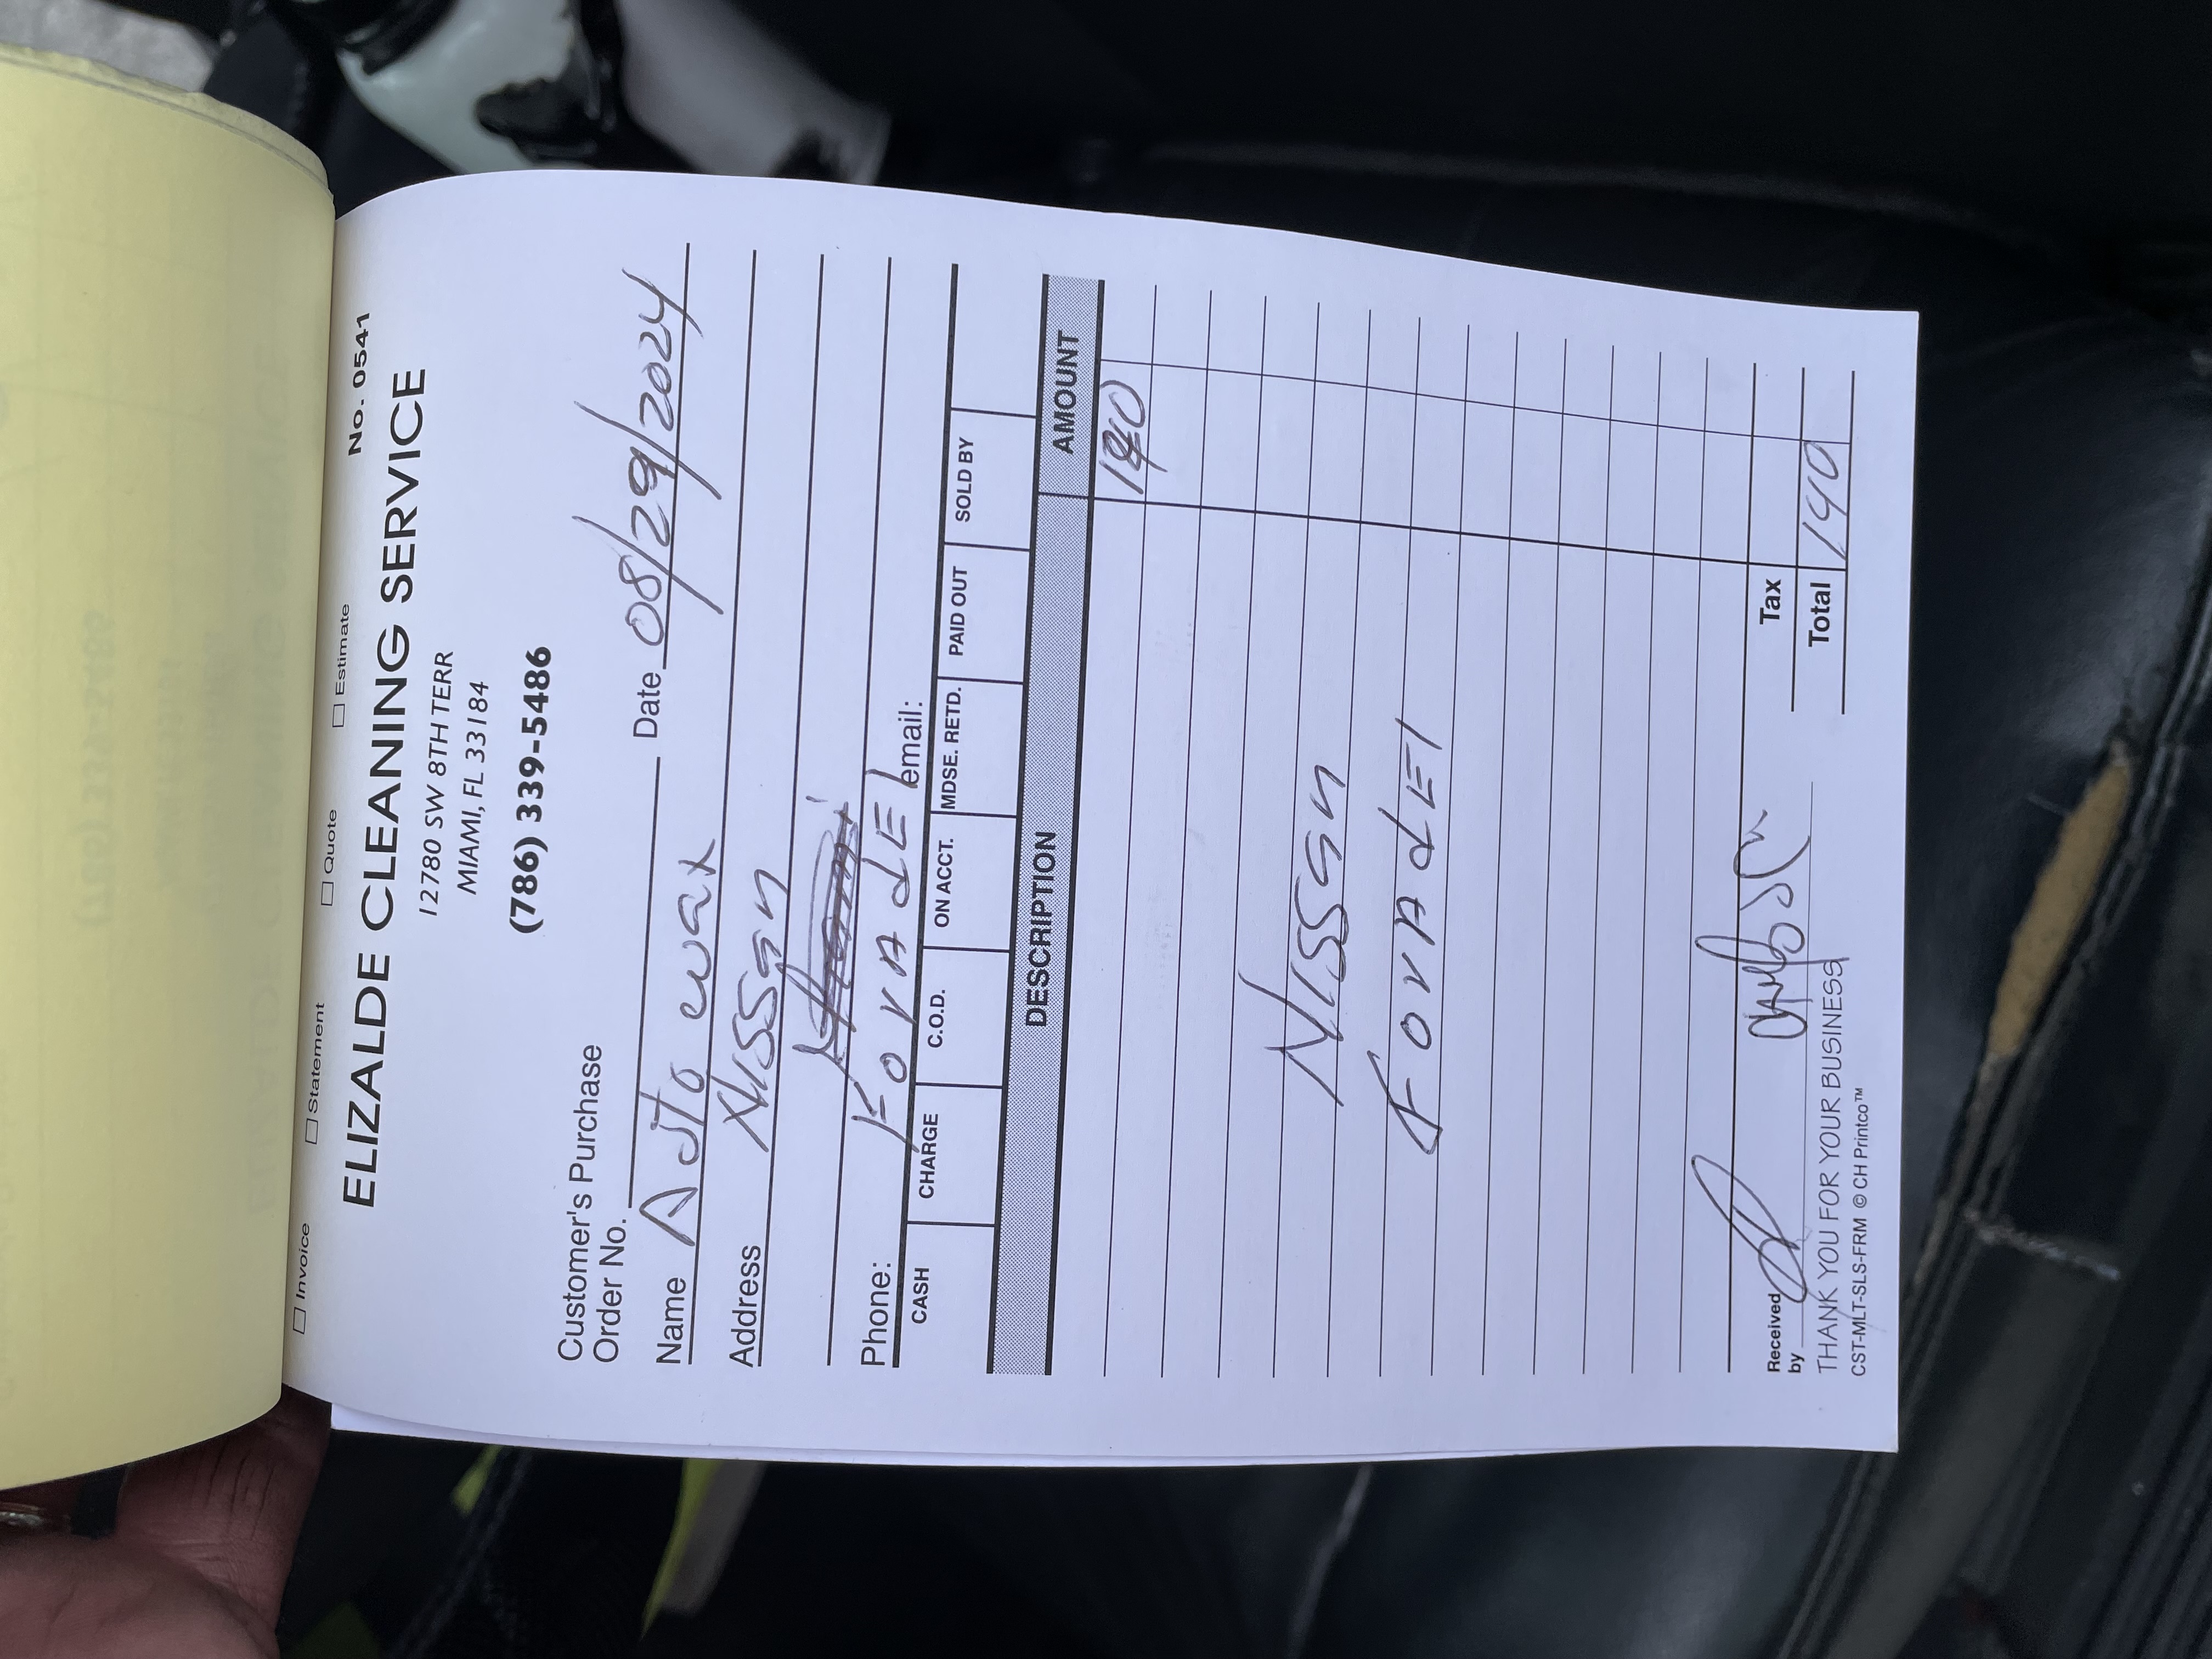 ☐ Invoice ☐ Statement ☐ Quote ☐ Estimate No. 0541
ELIZALDE CLEANING SERVICE
12780 SW 8TH TERR
MIAMI, FL 33184
(786) 339-5486
Customer's Purchase
Order No. Date 08/29/2024
Name Auto wax
Address Nissan
Phone: email:
CASH CHARGE C.O.D. ON ACCT. MDSE. RETD. PAID OUT SOLD BY
DESCRIPTION AMOUNT
Nissan
Tax
Total 140
Received
by
THANK YOU FOR YOUR BUSINESS
CST-MLT-SLS-FRM © CH Printco™